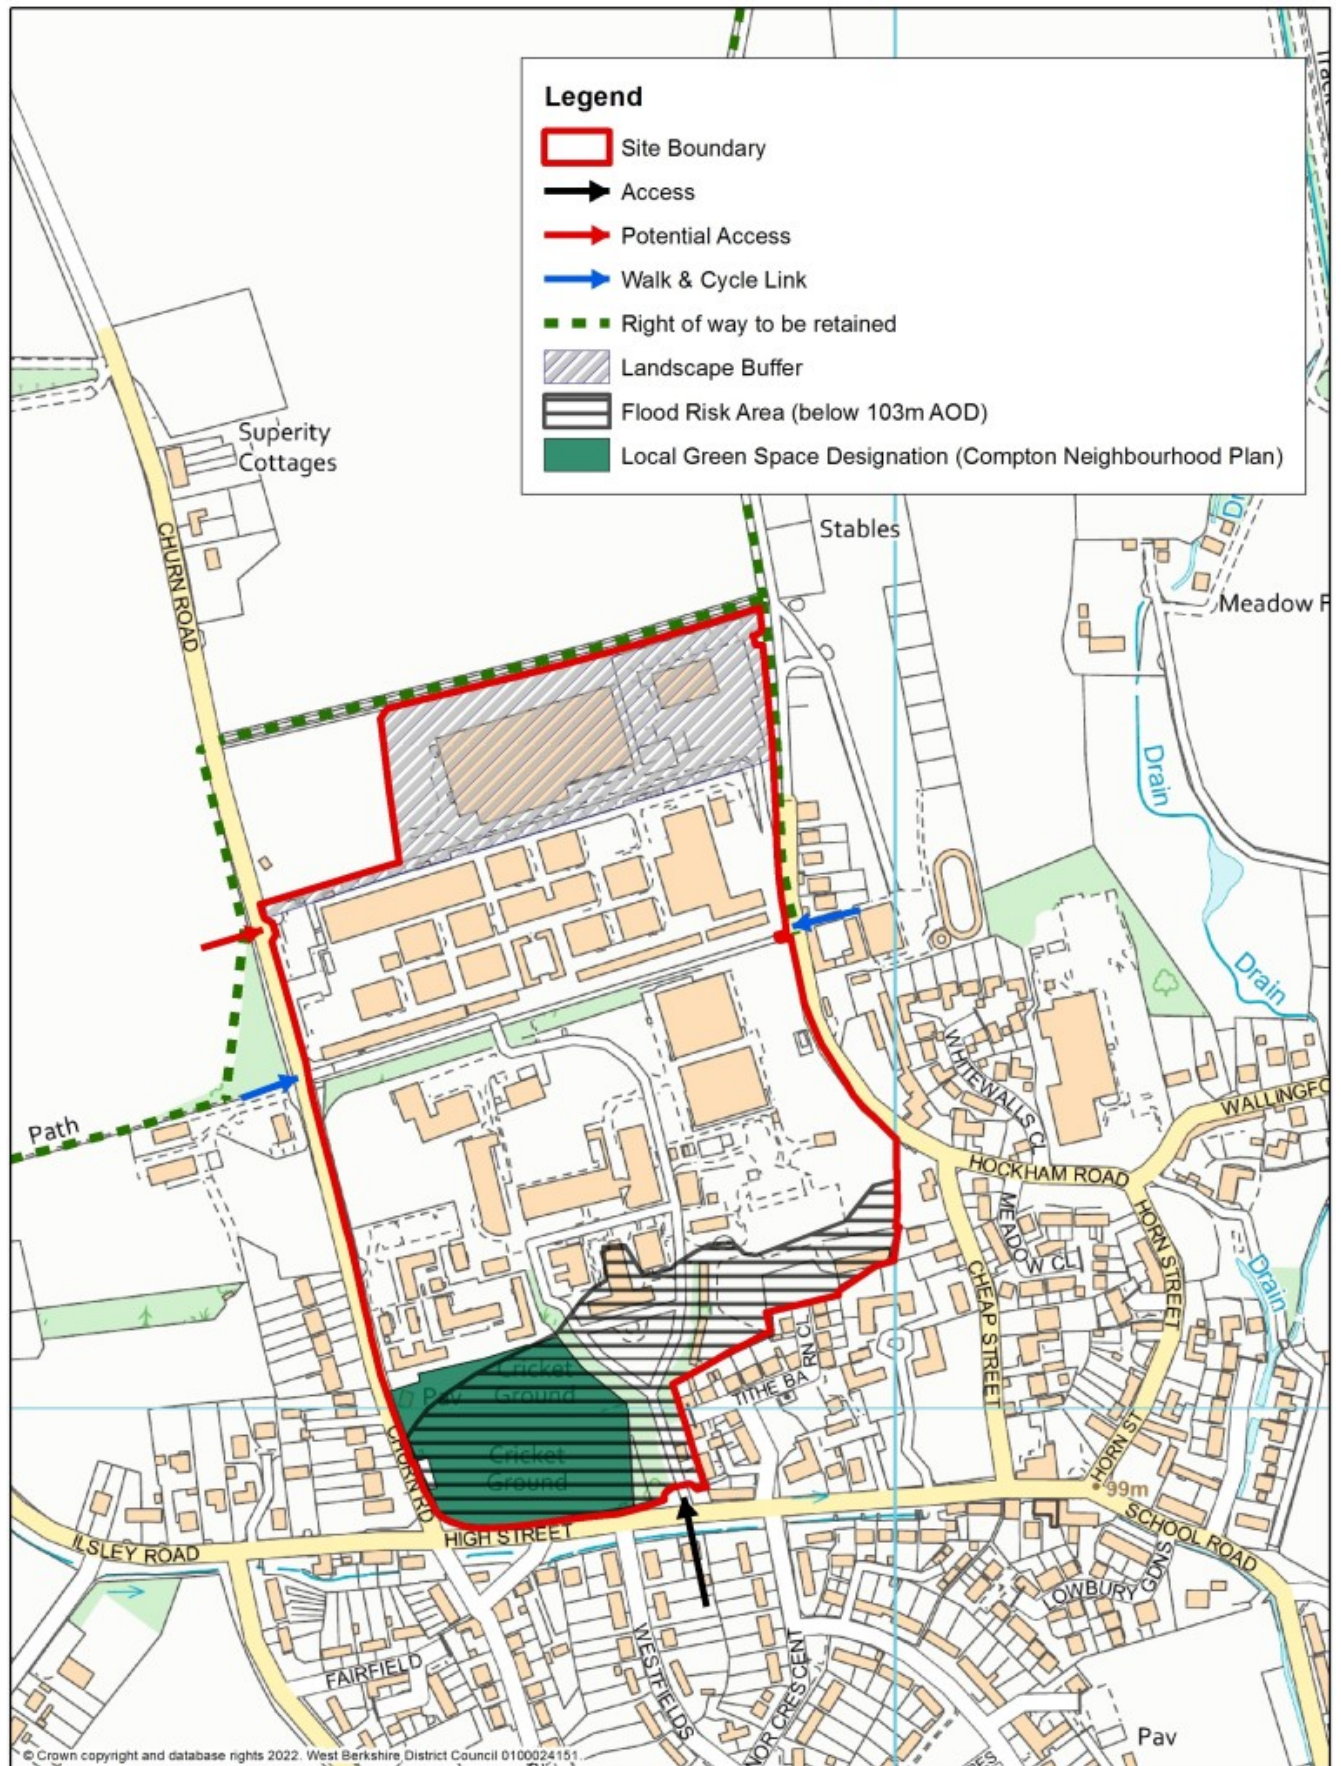 Legend
Site Boundary
Access
Potential Access
Walk & Cycle Link
Right of way to be retained
Landscape Buffer
Flood Risk Area (below 103m AOD)
Local Green Space Designation (Compton Neighbourhood Plan)
Track
Superity
Cottages
CHURN ROAD
Stables
Dr
Meadow F
Drain
Drain
Path
WHITEWALLS CL
WALLINGFO
HOCKHAM ROAD
MEADOW CL
HORN STREET
Drain
CHEAP STREET
TITHE BARN CL
Cricket
Ground
Pav
Cricket
Ground
CHURN RD
HORN ST
99m
HIGH STREET
ILSLEY ROAD
SCHOOL ROAD
LOWBURY GDNS
FAIRFIELD
WESTFIELDS
NOR CRESCENT
Pav
© Crown copyright and database rights 2022. West Berkshire District Council 0100024151.